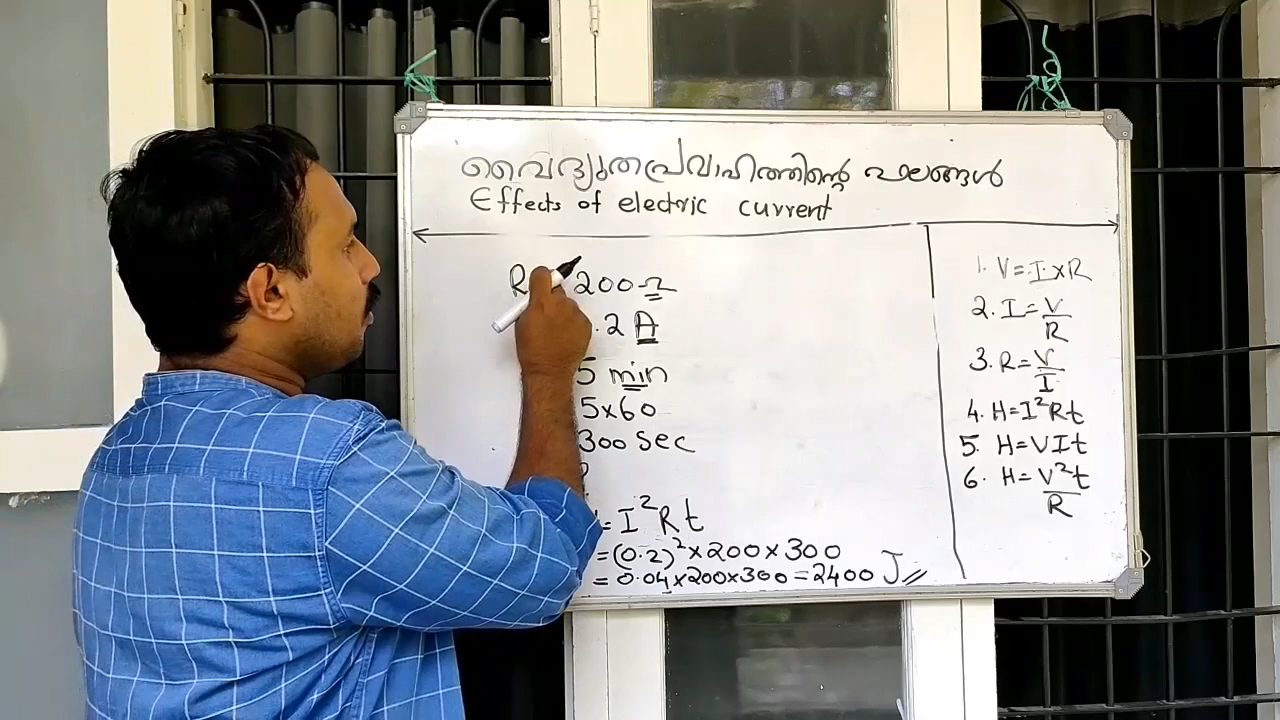 വൈദ്യുതപ്രവാഹത്തിന്റെ ഫലങ്ങൾ
Effects of electric current
R 200 Ω
.2 A
5 min
5x60
300 sec
= I²Rt
= (0.2)² x 200 x 300
= 0.04 x 200 x 300 = 2400 J
1. V = I x R
2. I = V/R
3. R = V/I
4. H = I²Rt
5. H = VIt
6. H = V²t/R